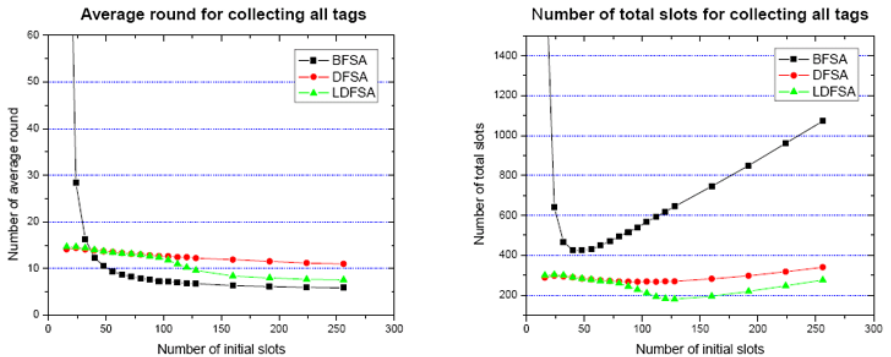 Average round for collecting all tags
60
50
40
30
20
10
0
0 50 100 150 200 250 300
Number of average round
Number of initial slots
BFSA
DFSA
LDFSA
Number of total slots for collecting all tags
1400
1200
1000
800
600
400
200
0 50 100 150 200 250 300
Number of total slots
Number of initial slots
BFSA
DFSA
LDFSA